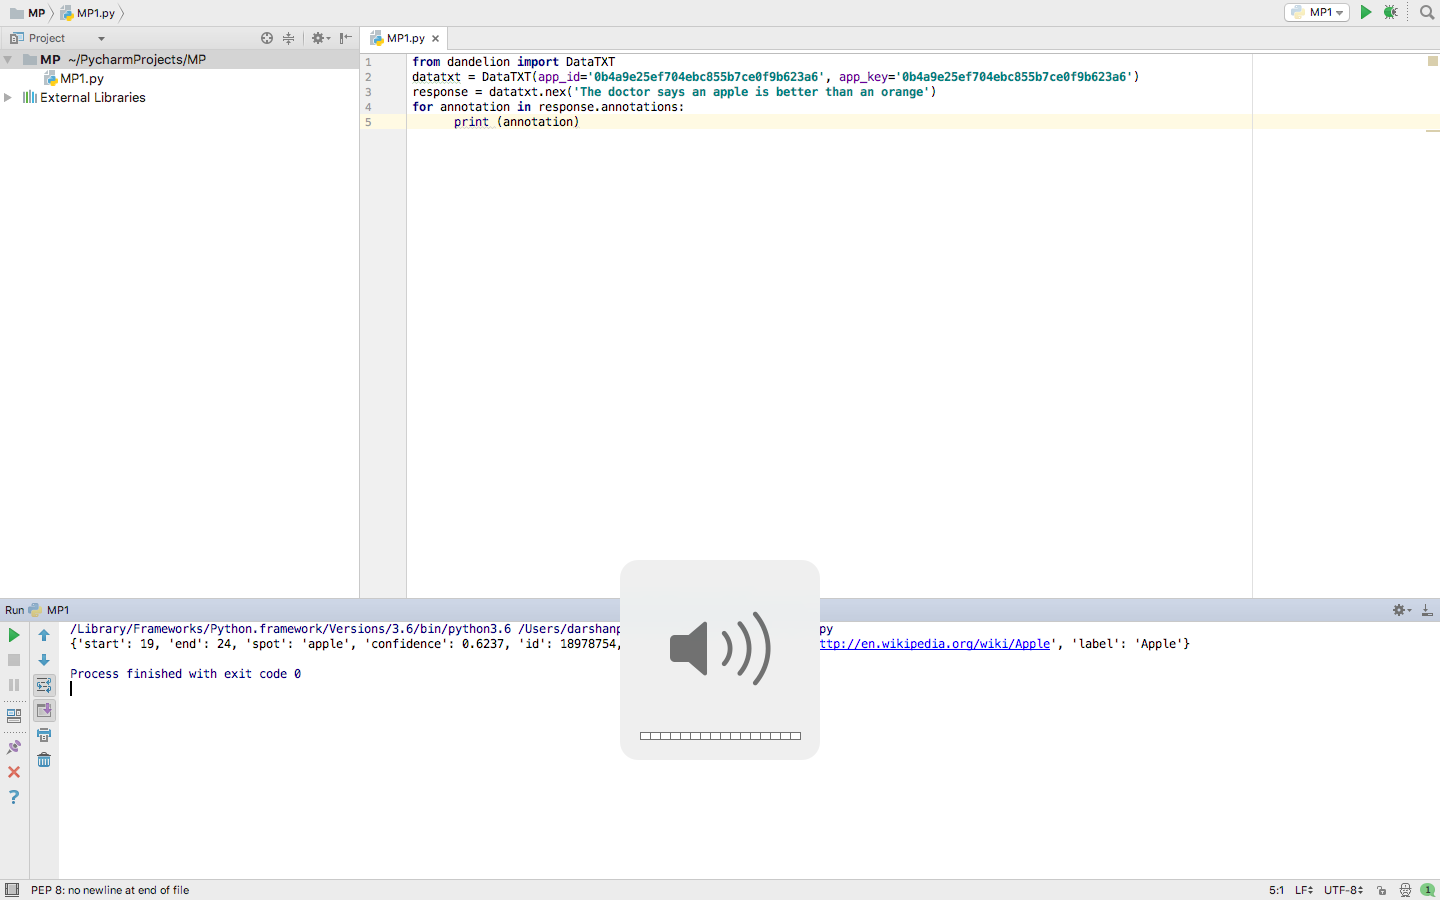 MP MP1.py MP1
Project MP1.py
MP ~/PycharmProjects/MP
MP1.py
External Libraries
1 from dandelion import DataTXT
2 datatxt = DataTXT(app_id='0b4a9e25ef704ebc855b7ce0f9b623a6', app_key='0b4a9e25ef704ebc855b7ce0f9b623a6')
3 response = datatxt.nex('The doctor says an apple is better than an orange')
4 for annotation in response.annotations:
5 print (annotation)
Run MP1
/Library/Frameworks/Python.framework/Versions/3.6/bin/python3.6 /Users/darshanp py
{'start': 19, 'end': 24, 'spot': 'apple', 'confidence': 0.6237, 'id': 18978754, ttp://en.wikipedia.org/wiki/Apple', 'label': 'Apple'}
Process finished with exit code 0
PEP 8: no newline at end of file 5:1 LF UTF-8 1